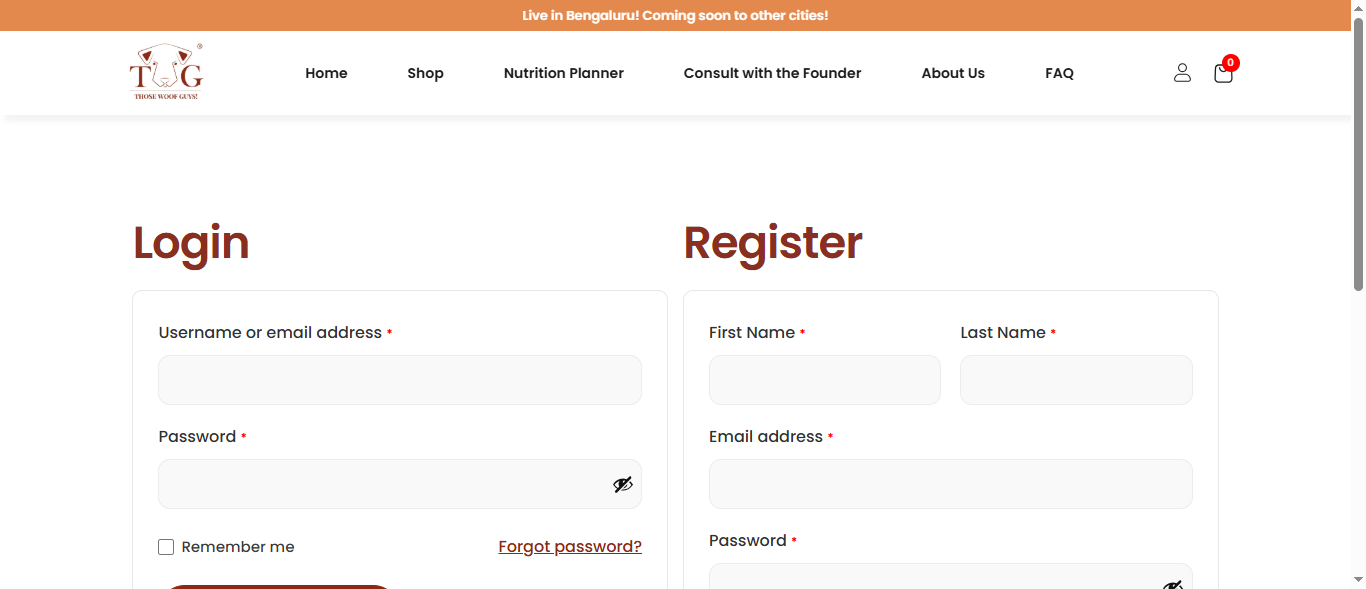 Live in Bengaluru! Coming soon to other cities!
TWG ®
THOSE WOOF GUYS!
Home Shop Nutrition Planner Consult with the Founder About Us FAQ
0
Login
Register
Username or email address *
Password *
Remember me Forgot password?
First Name * Last Name *
Email address *
Password *